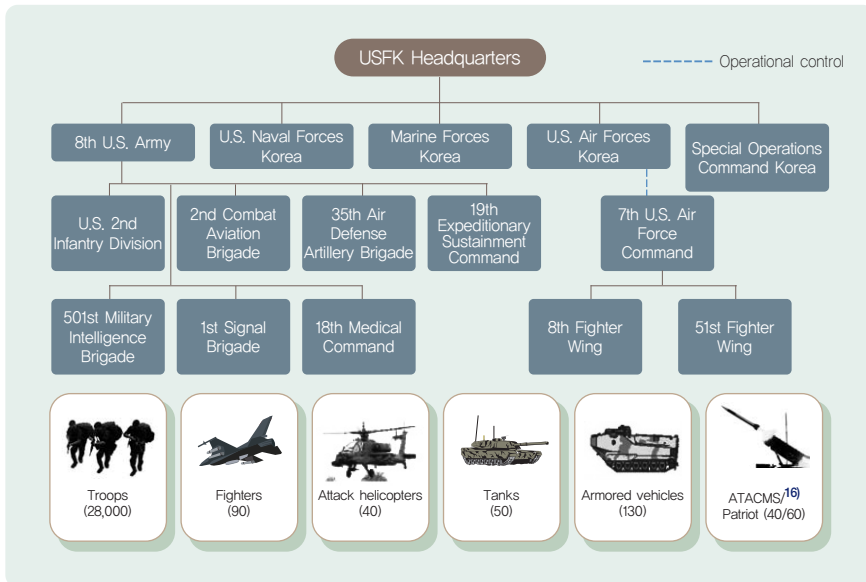 USFK Headquarters
Operational control
8th U.S. Army
U.S. Naval Forces
Korea
Marine Forces
Korea
U.S. Air Forces
Korea
Special Operations
Command Korea
U.S. 2nd
Infantry Division
2nd Combat
Aviation
Brigade
35th Air
Defense
Artillery Brigade
19th
Expeditionary
Sustainment
Command
7th U.S. Air
Force
Command
501st Military
Intelligence
Brigade
1st Signal
Brigade
18th Medical
Command
8th Fighter
Wing
51st Fighter
Wing
Troops
(28,000)
Fighters
(90)
Attack helicopters
(40)
Tanks
(50)
Armored vehicles
(130)
ATACMS/16)
Patriot (40/60)